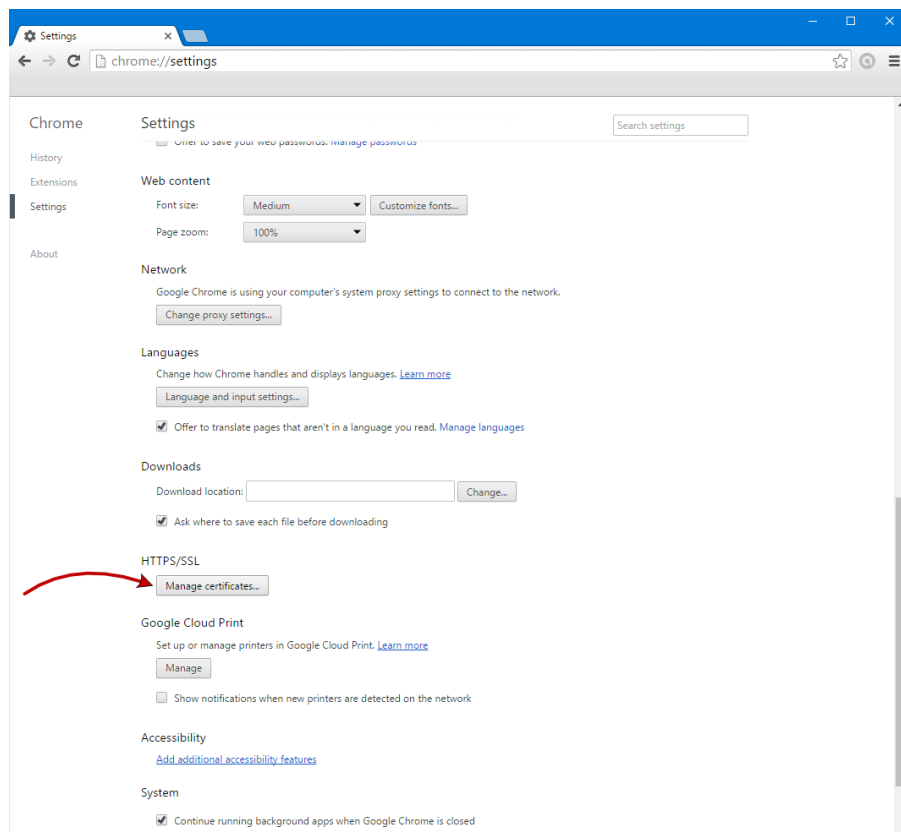 Settings
chrome://settings
Chrome
Settings
Search settings
Offer to save your web passwords. Manage passwords
History
Extensions
Settings
About
Web content
Font size:
Medium
Customize fonts...
Page zoom:
100%
Network
Google Chrome is using your computer's system proxy settings to connect to the network.
Change proxy settings...
Languages
Change how Chrome handles and displays languages. Learn more
Language and input settings...
Offer to translate pages that aren't in a language you read. Manage languages
Downloads
Download location:
Change...
Ask where to save each file before downloading
HTTPS/SSL
Manage certificates...
Google Cloud Print
Set up or manage printers in Google Cloud Print. Learn more
Manage
Show notifications when new printers are detected on the network
Accessibility
Add additional accessibility features
System
Continue running background apps when Google Chrome is closed